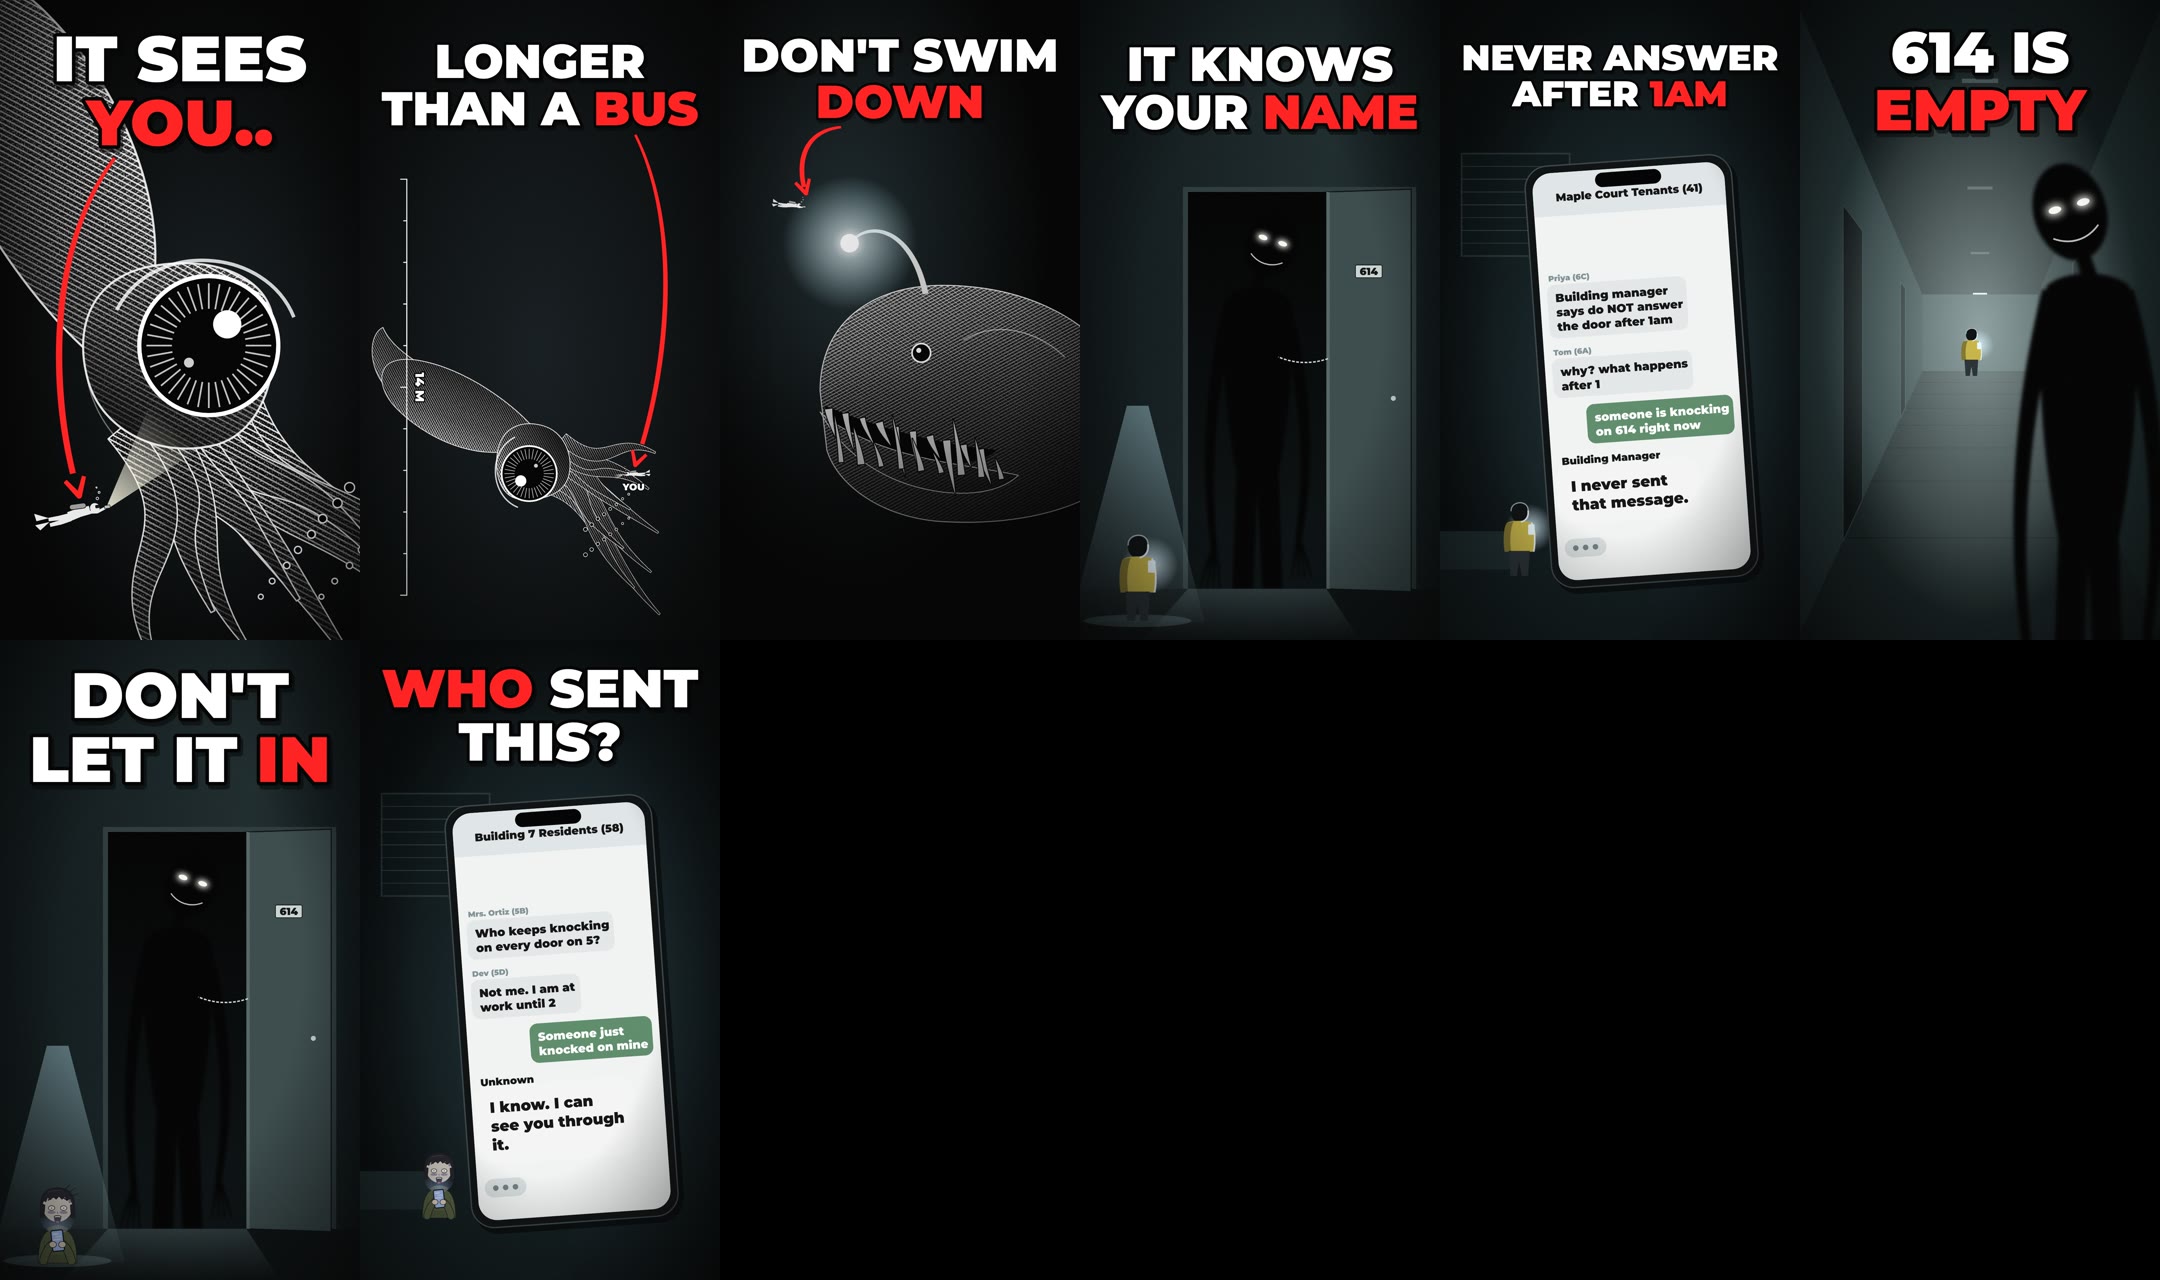 IT SEES
YOU..
LONGER
THAN A BUS
14 M
YOU
DON'T SWIM
DOWN
IT KNOWS
YOUR NAME
614
NEVER ANSWER
AFTER 1AM
Maple Court Tenants (41)
Priya (6C)
Building manager
says do NOT answer
the door after 1am
Tom (6A)
why? what happens
after 1
someone is knocking
on 614 right now
Building Manager
I never sent
that message.
614 IS
EMPTY
DON'T
LET IT IN
614
WHO SENT
THIS?
Building 7 Residents (58)
Mrs. Ortiz (5B)
Who keeps knocking
on every door on 5?
Dev (5D)
Not me. I am at
work until 2
Someone just
knocked on mine
Unknown
I know. I can
see you through
it.